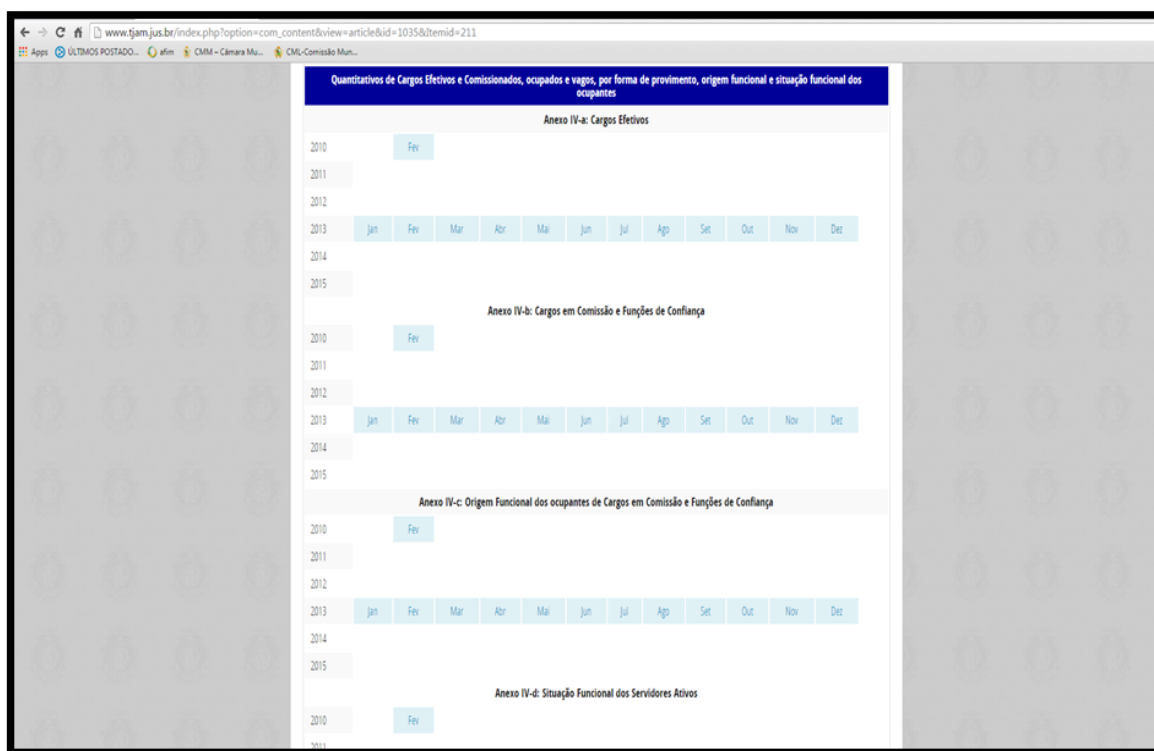 www.tjam.jus.br/index.php?option=com_content&view=article&id=1035&Itemid=211
Apps ÚLTIMOS POSTADO... afim CMM – Câmara Mu... CML-Comissão Mun...
Quantitativos de Cargos Efetivos e Comissionados, ocupados e vagos, por forma de provimento, origem funcional e situação funcional dos
ocupantes
Anexo IV-a: Cargos Efetivos
2010 Fev
2011
2012
2013 Jan Fev Mar Abr Mai Jun Jul Ago Set Out Nov Dez
2014
2015
Anexo IV-b: Cargos em Comissão e Funções de Confiança
2010 Fev
2011
2012
2013 Jan Fev Mar Abr Mai Jun Jul Ago Set Out Nov Dez
2014
2015
Anexo IV-c: Origem Funcional dos ocupantes de Cargos em Comissão e Funções de Confiança
2010 Fev
2011
2012
2013 Jan Fev Mar Abr Mai Jun Jul Ago Set Out Nov Dez
2014
2015
Anexo IV-d: Situação Funcional dos Servidores Ativos
2010 Fev
2011